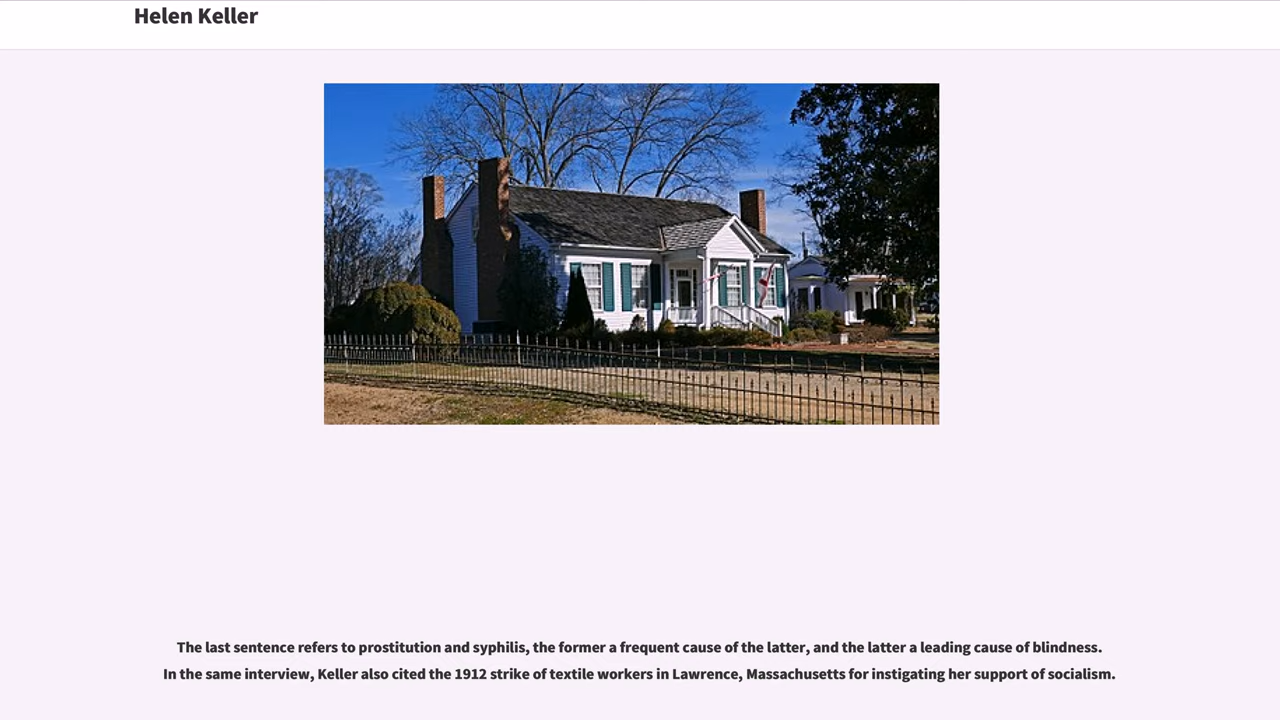 Helen Keller
The last sentence refers to prostitution and syphilis, the former a frequent cause of the latter, and the latter a leading cause of blindness.
In the same interview, Keller also cited the 1912 strike of textile workers in Lawrence, Massachusetts for instigating her support of socialism.